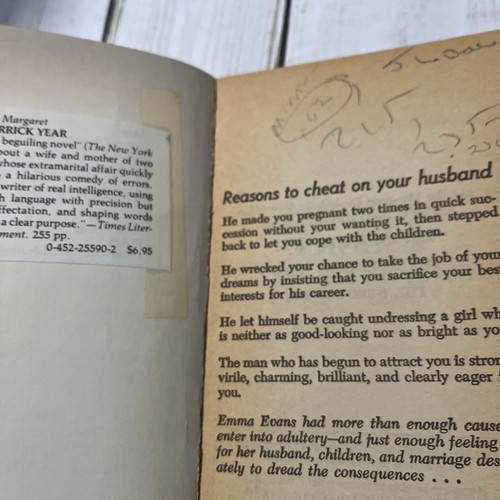 Margaret
RRICK YEAR
beguiling novel" (The New York
bout a wife and mother of two
whose extramarital affair quickly
a hilarious comedy of errors.
writer of real intelligence, using
h language with precision but
ffectation, and shaping words
a clear purpose."—Times Liter-
ment. 255 pp.
0-452-25590-2 $6.95
Reasons to cheat on your husband
He made you pregnant two times in quick suc-
cession without your wanting it, then stepped
back to let you cope with the children.
He wrecked your chance to take the job of your
dreams by insisting that you sacrifice your best
interests for his career.
He let himself be caught undressing a girl wh
is neither as good-looking nor as bright as yo
The man who has begun to attract you is stron
virile, charming, brilliant, and clearly eager
you.
Emma Evans had more than enough cause
enter into adultery—and just enough feeling
for her husband, children, and marriage des
ately to dread the consequences . . .